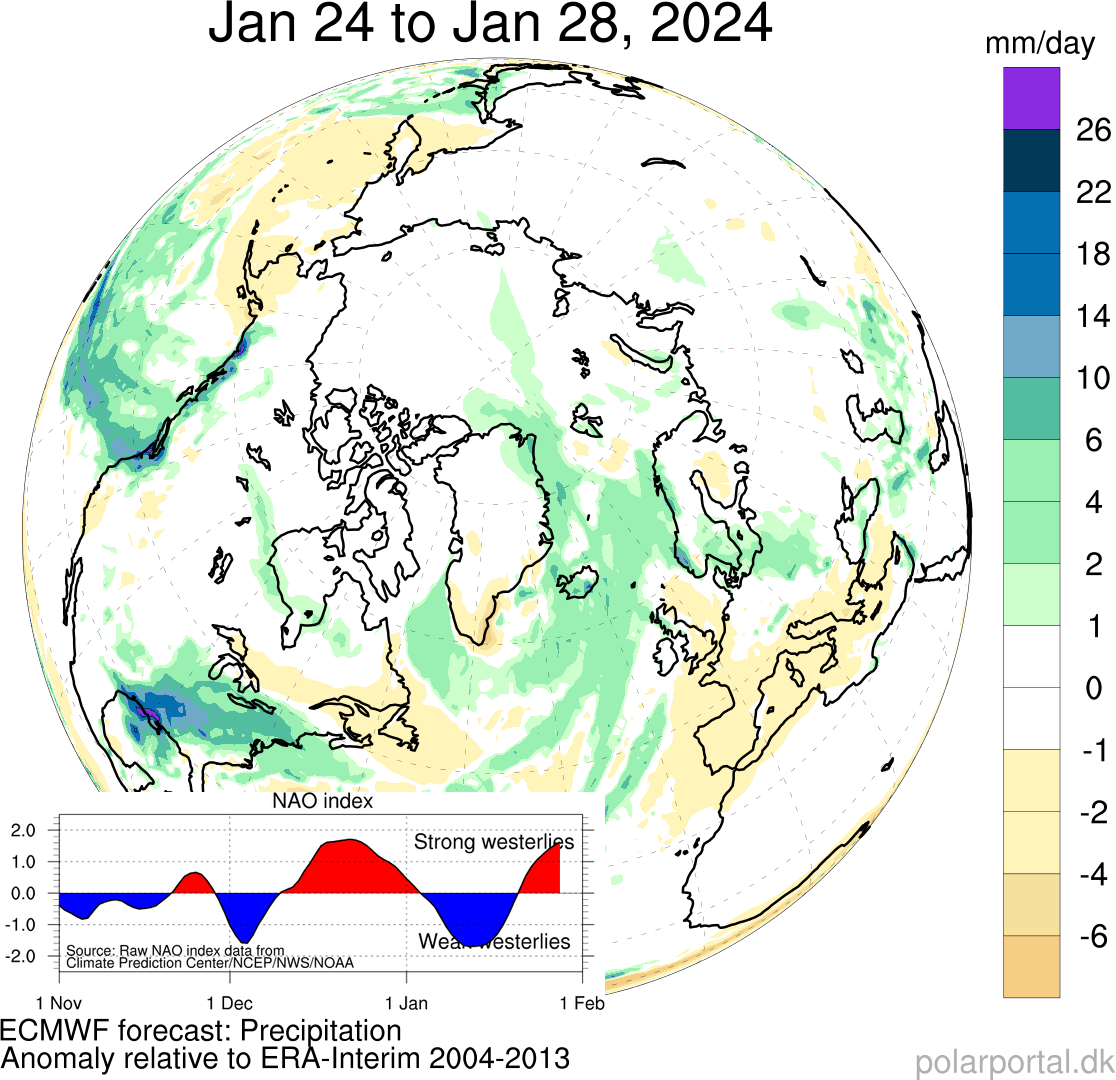 Jan 24 to Jan 28, 2024
mm/day
26
22
18
14
10
6
4
2
1
0
-1
-2
-4
-6
NAO index
2.0
1.0
0.0
-1.0
-2.0
Strong westerlies
Weak westerlies
Source: Raw NAO index data from
Climate Prediction Center/NCEP/NWS/NOAA
1 Nov
1 Dec
1 Jan
1 Feb
ECMWF forecast: Precipitation
Anomaly relative to ERA-Interim 2004-2013
polarportal.dk